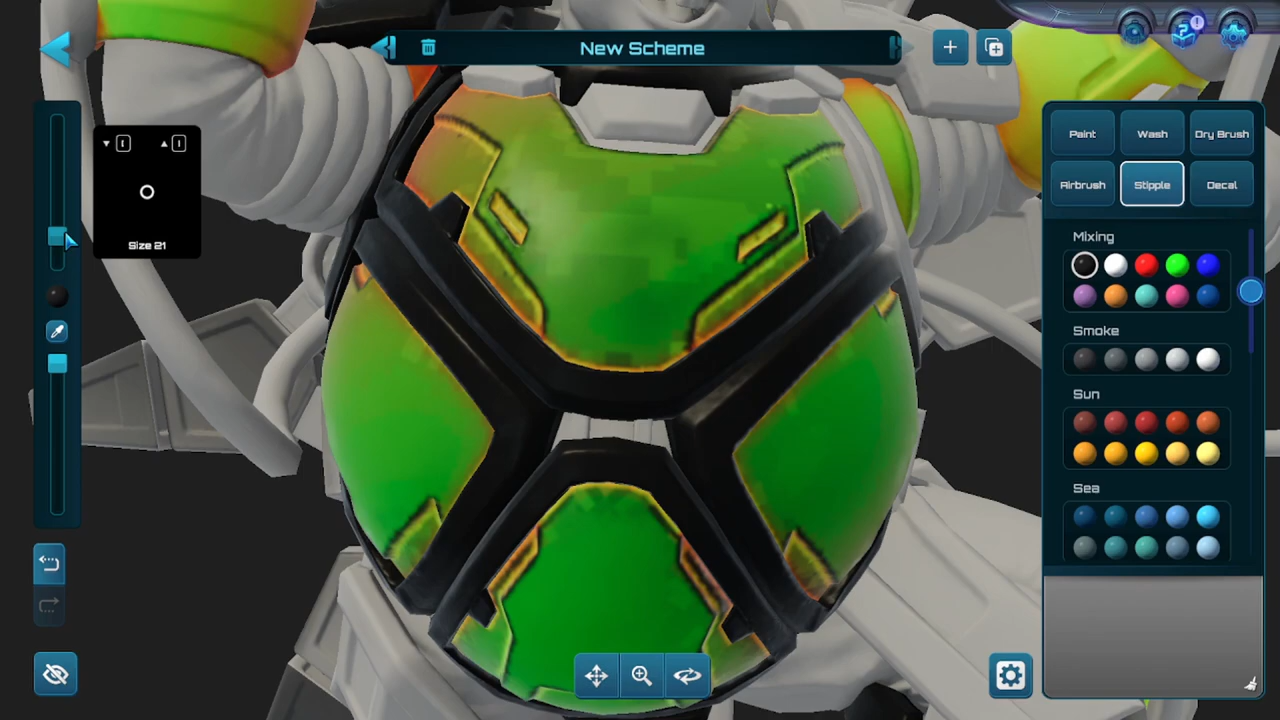 New Scheme
Size 21
Paint
Wash
Dry Brush
Airbrush
Stipple
Decal
Mixing
Smoke
Sun
Sea